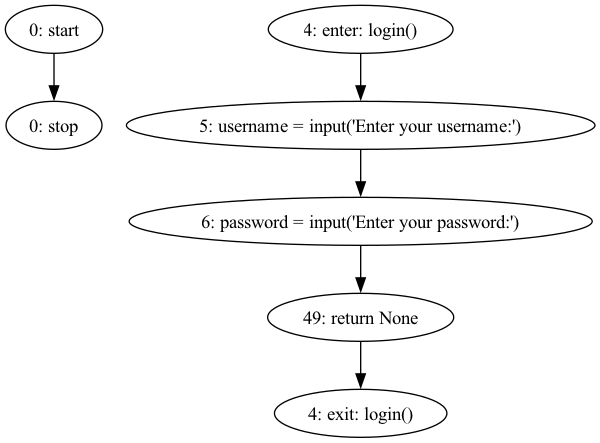 0: start
0: stop
4: enter: login()
5: username = input('Enter your username:')
6: password = input('Enter your password:')
49: return None
4: exit: login()